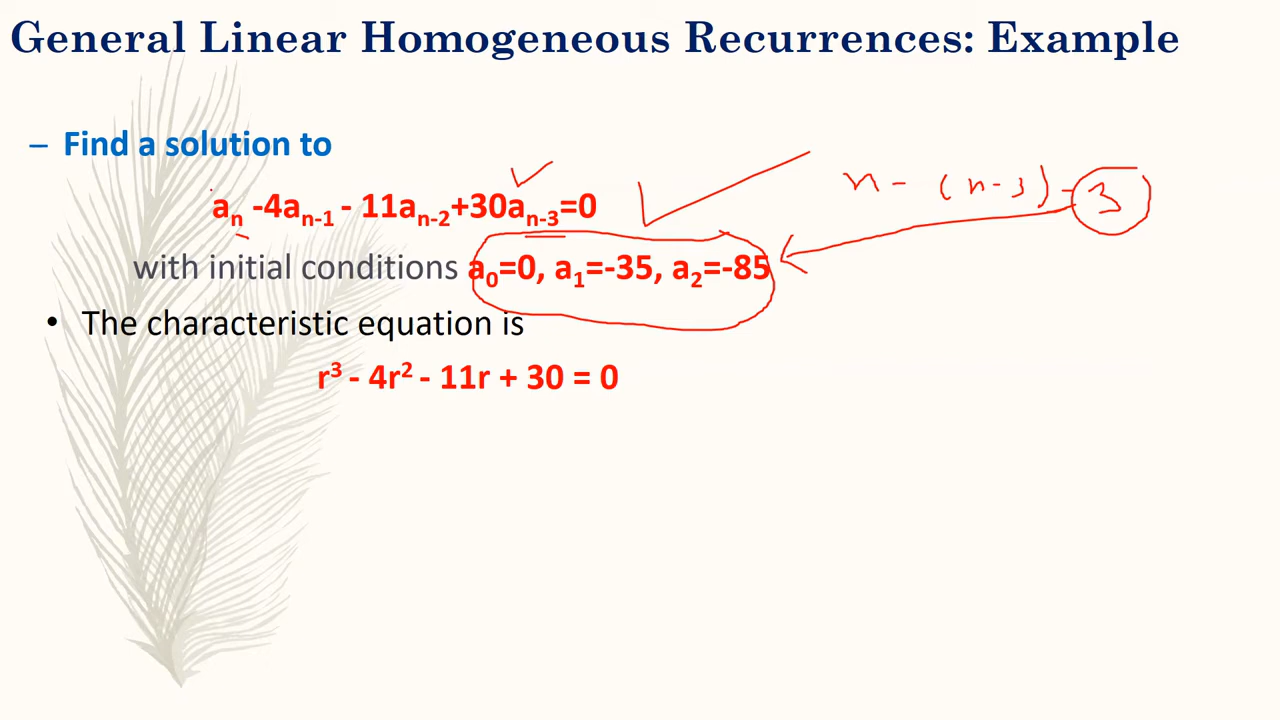 General Linear Homogeneous Recurrences: Example
– Find a solution to
aₙ -4aₙ₋₁ - 11aₙ₋₂+30aₙ₋₃=0
n - (n-3) = 3
with initial conditions a₀=0, a₁=-35, a₂=-85
• The characteristic equation is
r³ - 4r² - 11r + 30 = 0